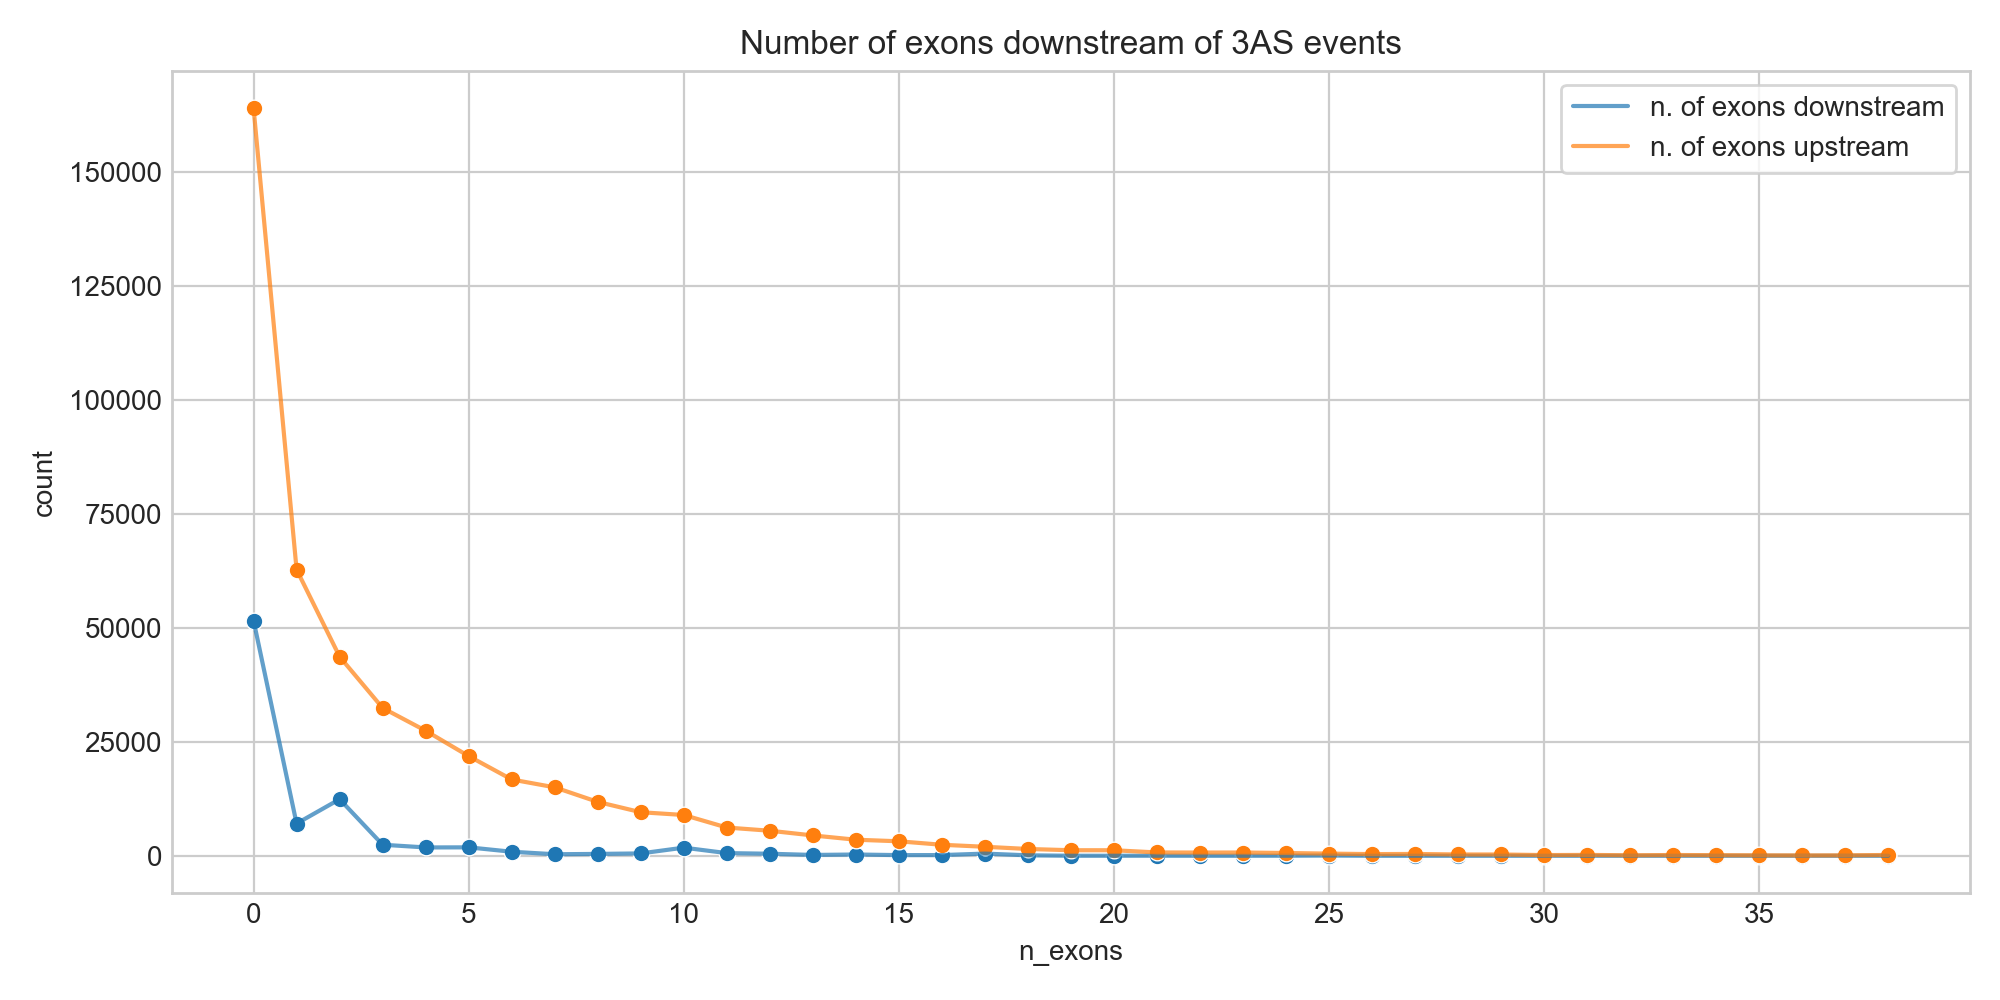 Number of exons downstream of 3AS events
n. of exons downstream
n. of exons upstream
150000
125000
100000
75000
50000
25000
0
count
0 5 10 15 20 25 30 35
n_exons